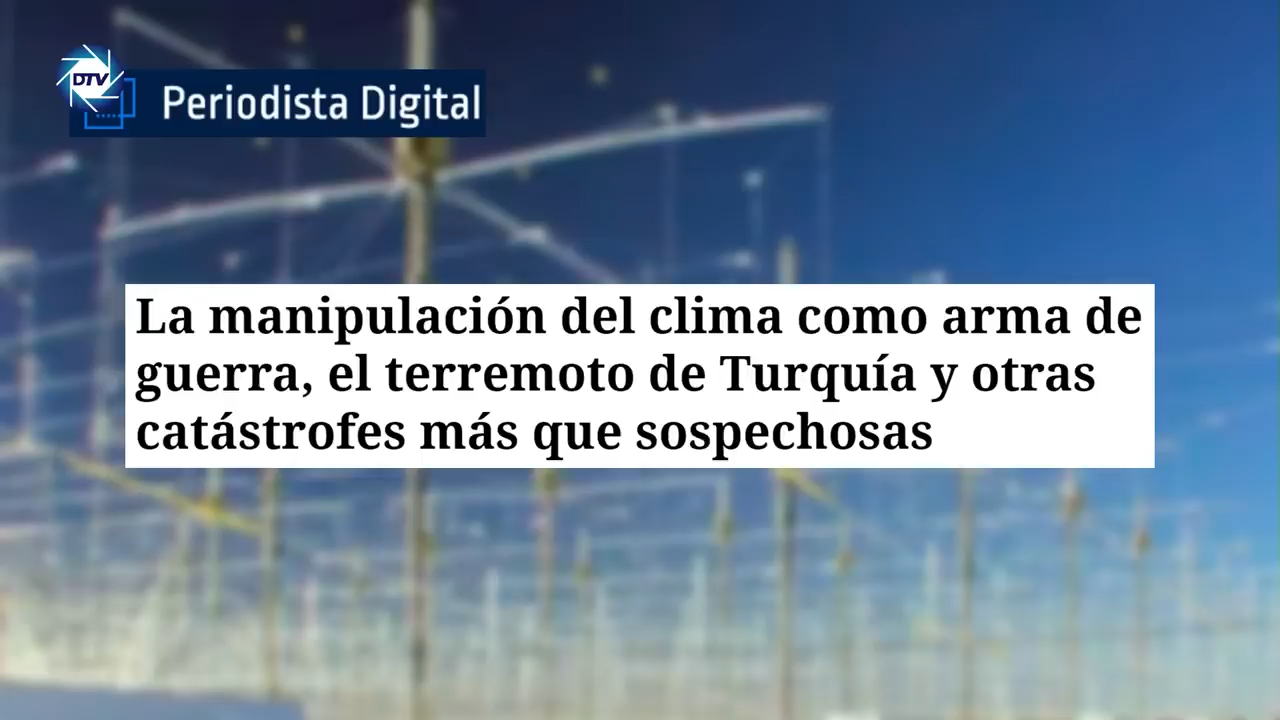 DTV
Periodista Digital
La manipulación del clima como arma de
guerra, el terremoto de Turquía y otras
catástrofes más que sospechosas